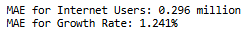 MAE for Internet Users: 0.296 million
MAE for Growth Rate: 1.241%